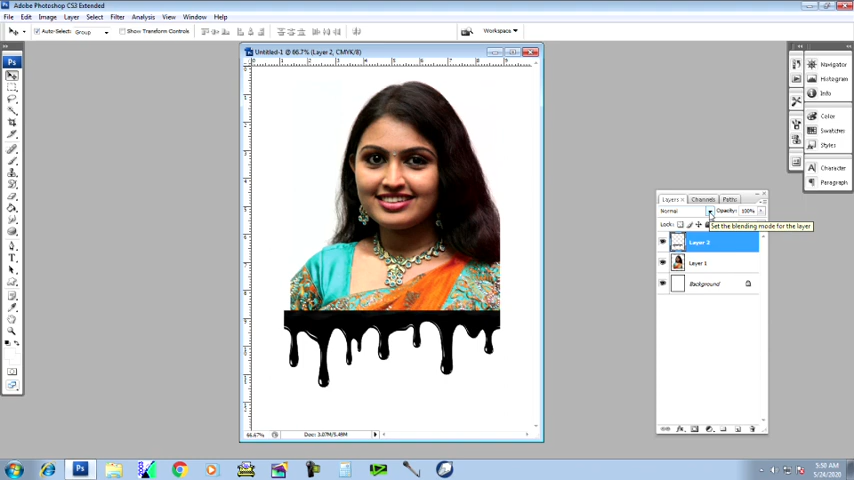 Adobe Photoshop CS3 Extended
File Edit Image Layer Select Filter Analysis View Window Help
Auto-Select: Group Show Transform Controls Workspace
Untitled-1 @ 66.7% (Layer 2, CMYK/8)
Navigator
Histogram
Info
Color
Swatches
Styles
Character
Paragraph
Layers Channels Paths
Normal Opacity: 100%
Lock:
Set the blending mode for the layer
Layer 2
Layer 1
Background
66.67% Doc: 3.07M/5.49M
5:50 AM
5/24/2020